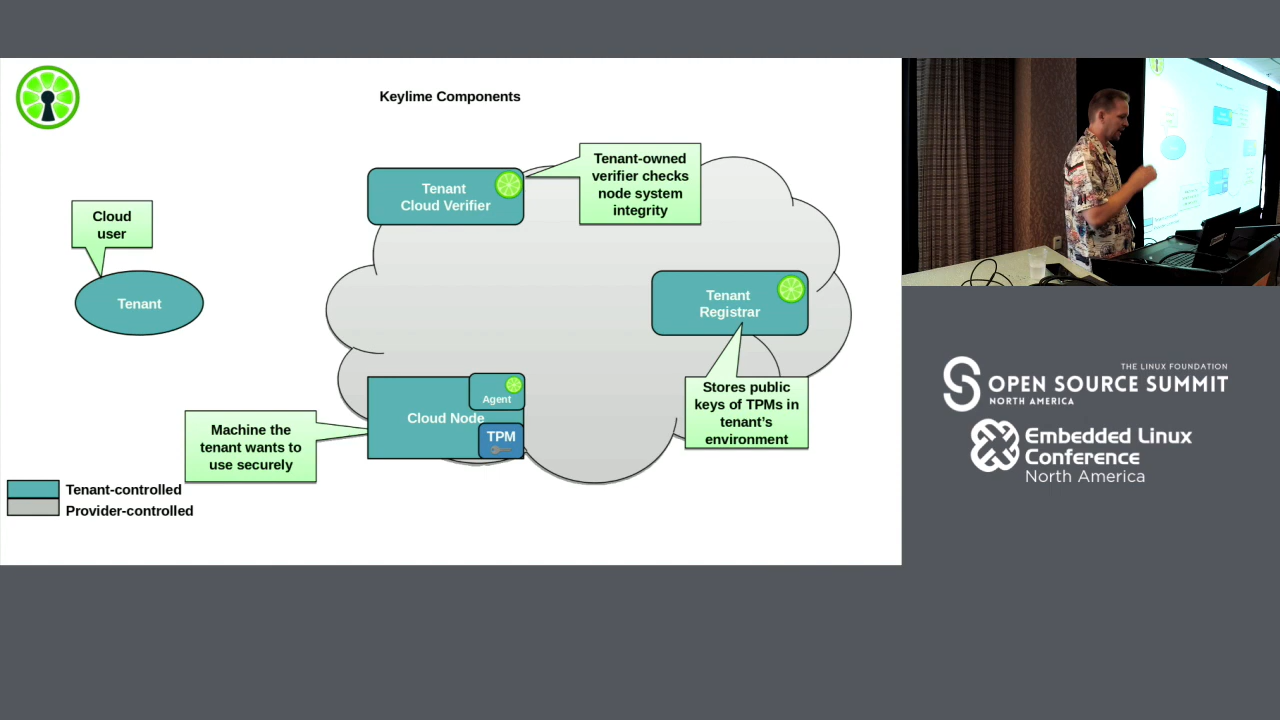 Keylime Components
Tenant
Cloud Verifier
Tenant-owned
verifier checks
node system
integrity
Cloud
user
Tenant
Tenant
Registrar
Stores public
keys of TPMs in
tenant's
environment
Agent
Cloud Node
TPM
Machine the
tenant wants to
use securely
Tenant-controlled
Provider-controlled
THE LINUX FOUNDATION
OPEN SOURCE SUMMIT
NORTH AMERICA
Embedded Linux
Conference
North America